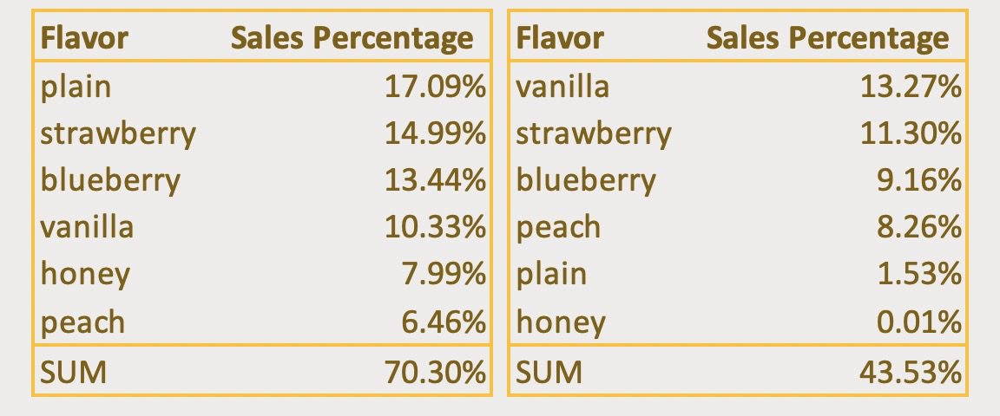 Flavor Sales Percentage
plain 17.09%
strawberry 14.99%
blueberry 13.44%
vanilla 10.33%
honey 7.99%
peach 6.46%
SUM 70.30%
Flavor Sales Percentage
vanilla 13.27%
strawberry 11.30%
blueberry 9.16%
peach 8.26%
plain 1.53%
honey 0.01%
SUM 43.53%